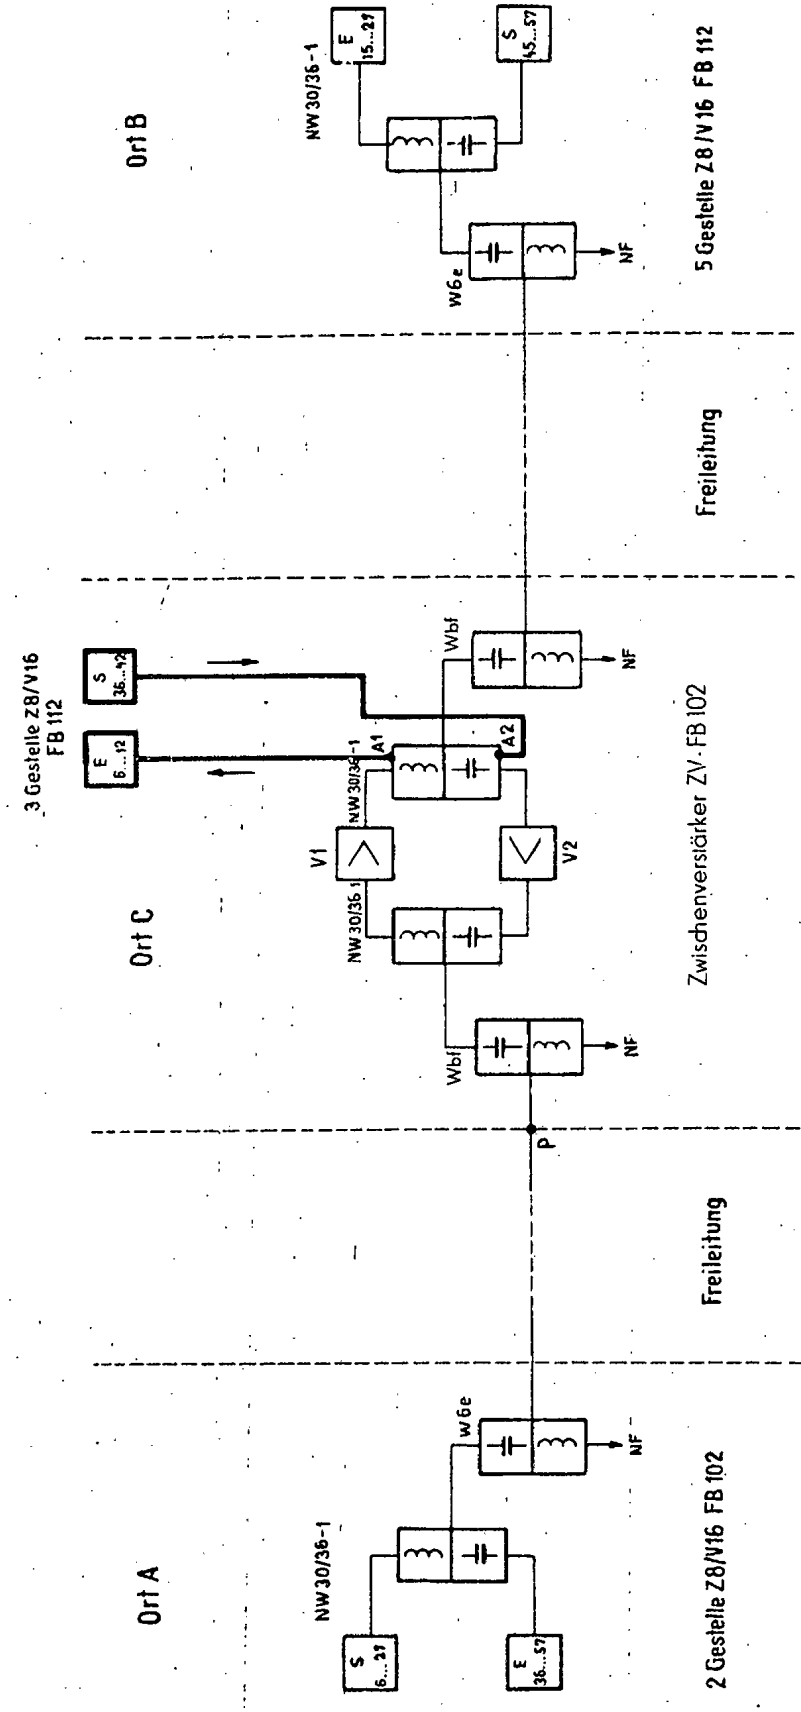 Ort A
NW30/36-1
S
6...27
E
36...57
W6e
NF
2 Gestelle Z8/V16 FB 102
Freileitung
P
Ort C
3 Gestelle Z8/V16
FB 112
E
6...12
S
36...42
Wbf
NF
NW30/36 1
V1
V2
NW30/36-1
A1
A2
Wbf
NF
Zwischenverstärker ZV-FB 102
Freileitung
Ort B
W6e
NF
NW30/36-1
E
15...27
S
45...57
5 Gestelle Z8/V16 FB 112